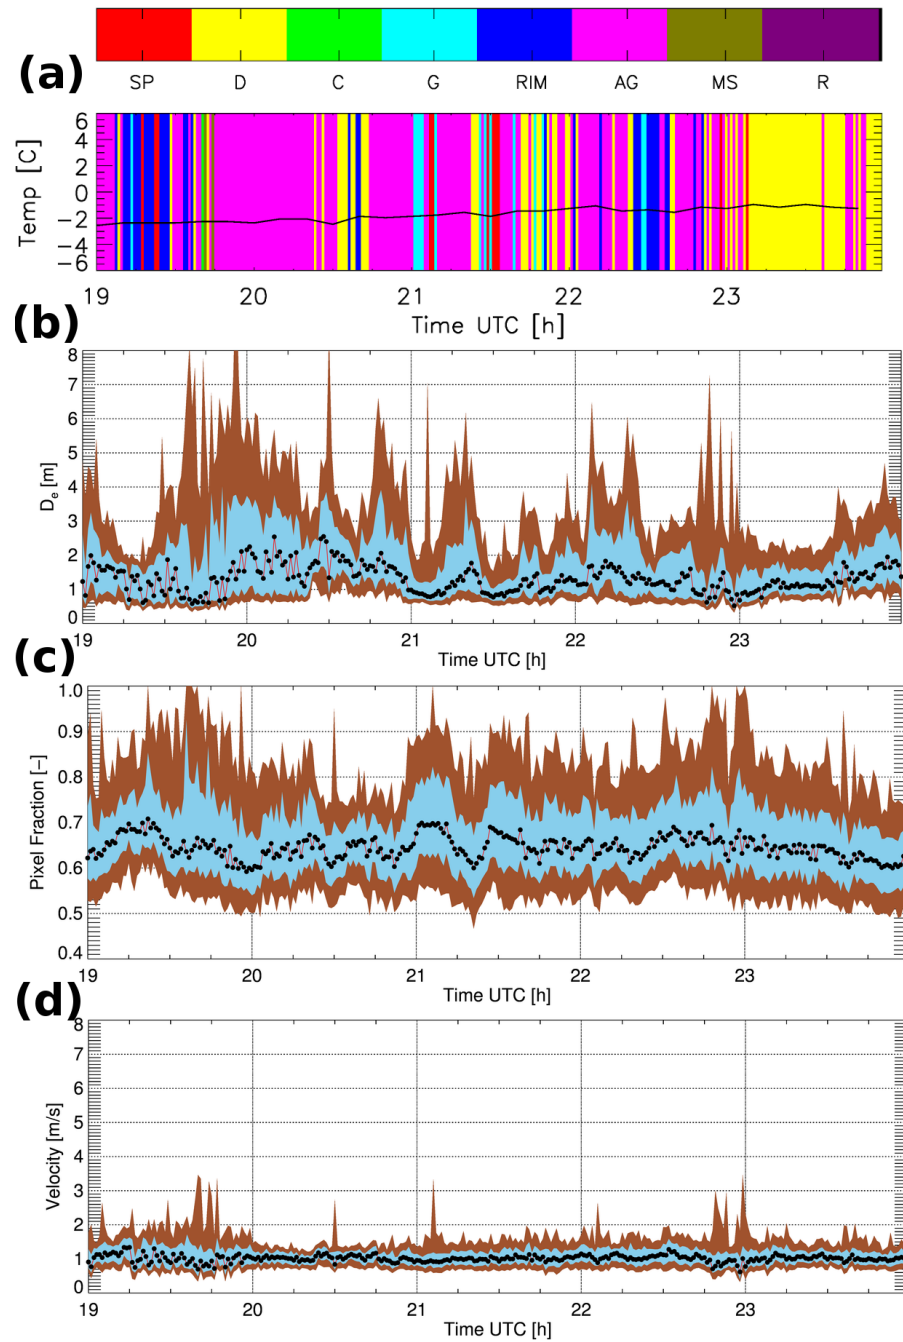 (a)
SP D C G RIM AG MS R
Temp [C]
6
4
2
0
−2
−4
−6
19 20 21 22 23
Time UTC [h]
(b)
D_e [m]
8
7
6
5
4
3
2
1
0
19 20 21 22 23
Time UTC [h]
(c)
Pixel Fraction [–]
1.0
0.9
0.8
0.7
0.6
0.5
0.4
19 20 21 22 23
Time UTC [h]
(d)
Velocity [m/s]
8
7
6
5
4
3
2
1
0
19 20 21 22 23
Time UTC [h]